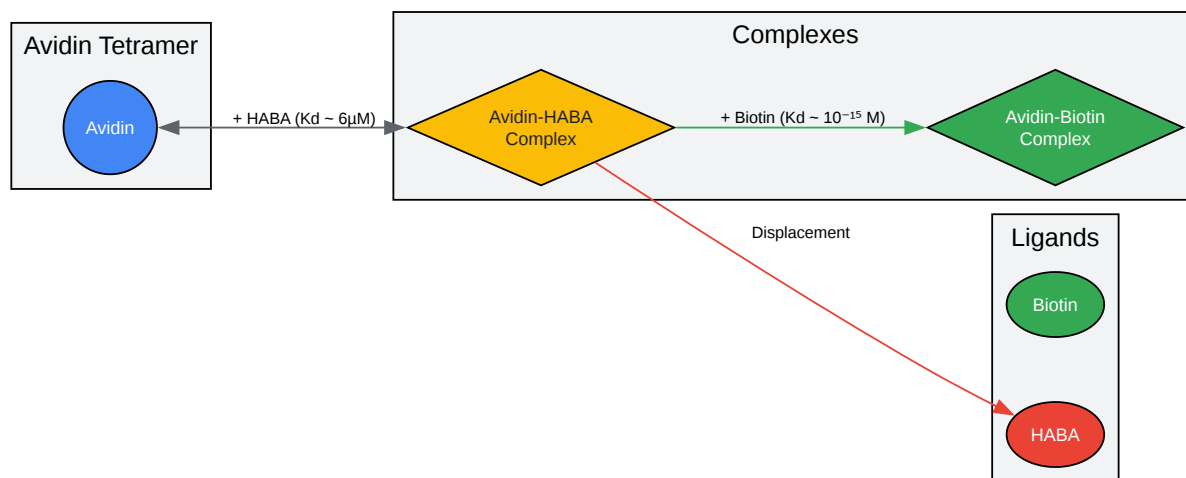 Avidin Tetramer
Avidin
+ HABA (Kd ~ 6μM)
Complexes
Avidin-HABA
Complex
+ Biotin (Kd ~ 10⁻¹⁵ M)
Avidin-Biotin
Complex
Displacement
Ligands
Biotin
HABA